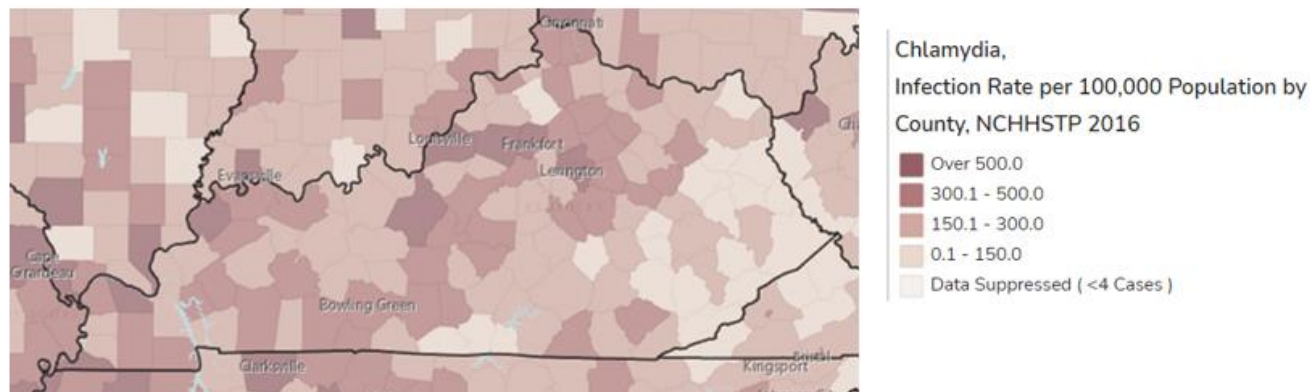 Cincinnati
Louisville
Frankfort
Evansville
Lexington
Cape
Girardeau
Bowling Green
Clarksville
Kingsport
Chlamydia,
Infection Rate per 100,000 Population by
County, NCHHSTP 2016
Over 500.0
300.1 - 500.0
150.1 - 300.0
0.1 - 150.0
Data Suppressed ( <4 Cases )